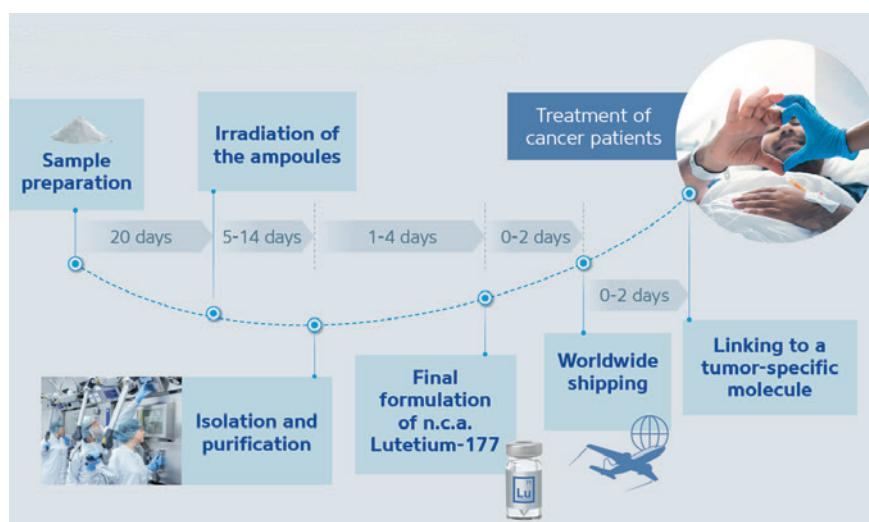 Sample
preparation
Irradiation of
the ampoules
Treatment of
cancer patients
20 days
5-14 days
1-4 days
0-2 days
0-2 days
Isolation and
purification
Final
formulation
of n.c.a.
Lutetium-177
Worldwide
shipping
Linking to a
tumor-specific
molecule
Lu